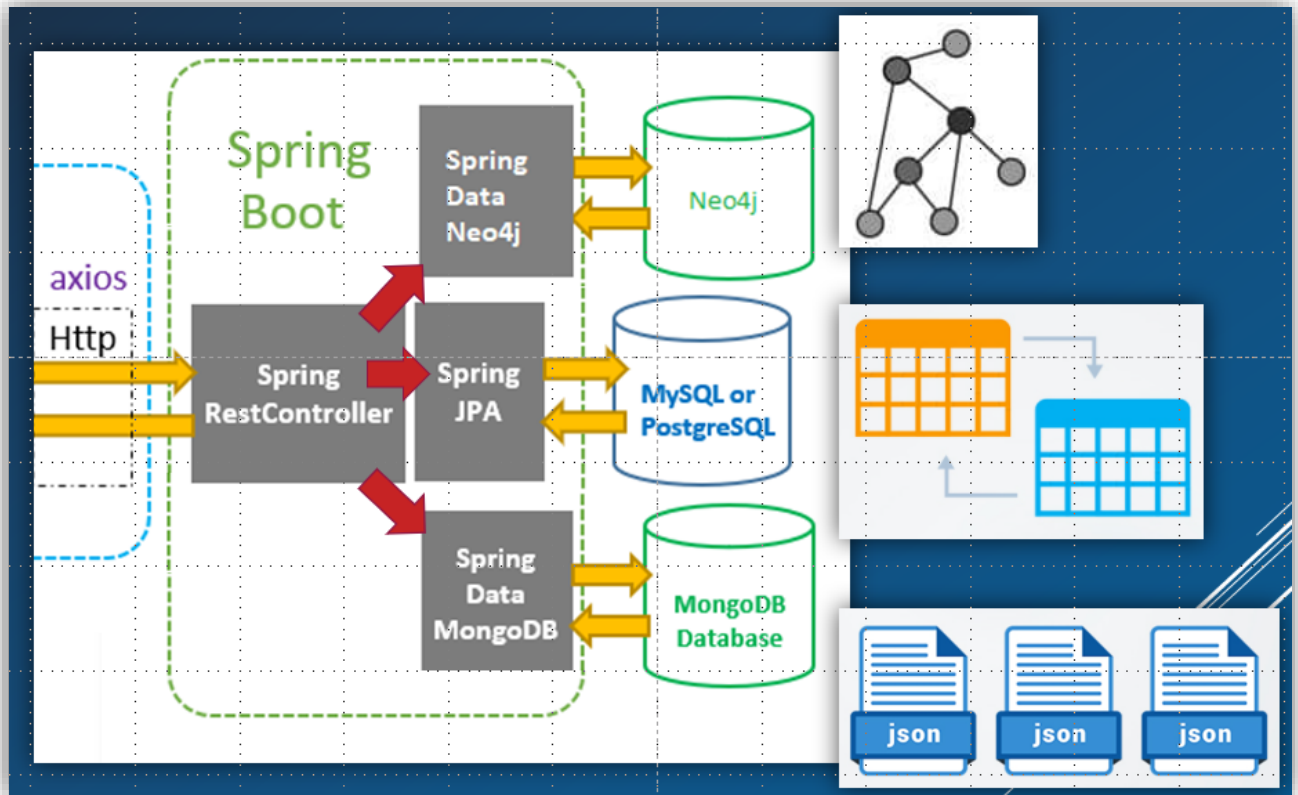 Spring
Boot
axios
Http
Spring
RestController
Spring
Data
Neo4j
Neo4j
Spring
JPA
MySQL or
PostgreSQL
Spring
Data
MongoDB
MongoDB
Database
json
json
json